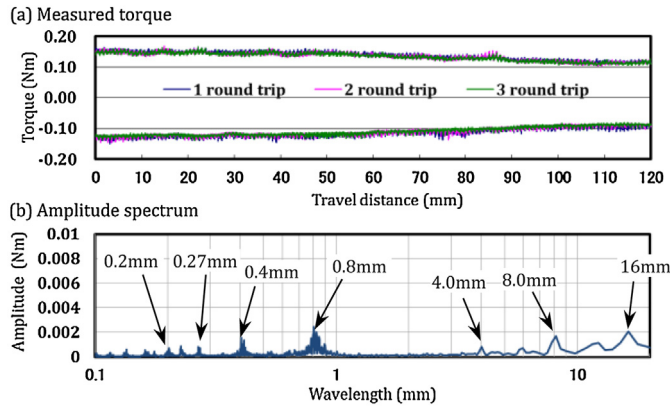 (a) Measured torque
0.20
0.10
0.00
-0.10
-0.20
Torque (Nm)
1 round trip 2 round trip 3 round trip
0 10 20 30 40 50 60 70 80 90 100 110 120
Travel distance (mm)
(b) Amplitude spectrum
0.01
0.008
0.006
0.004
0.002
0
Amplitude (Nm)
0.2mm 0.27mm 0.4mm 0.8mm 4.0mm 8.0mm 16mm
0.1 1 10
Wavelength (mm)